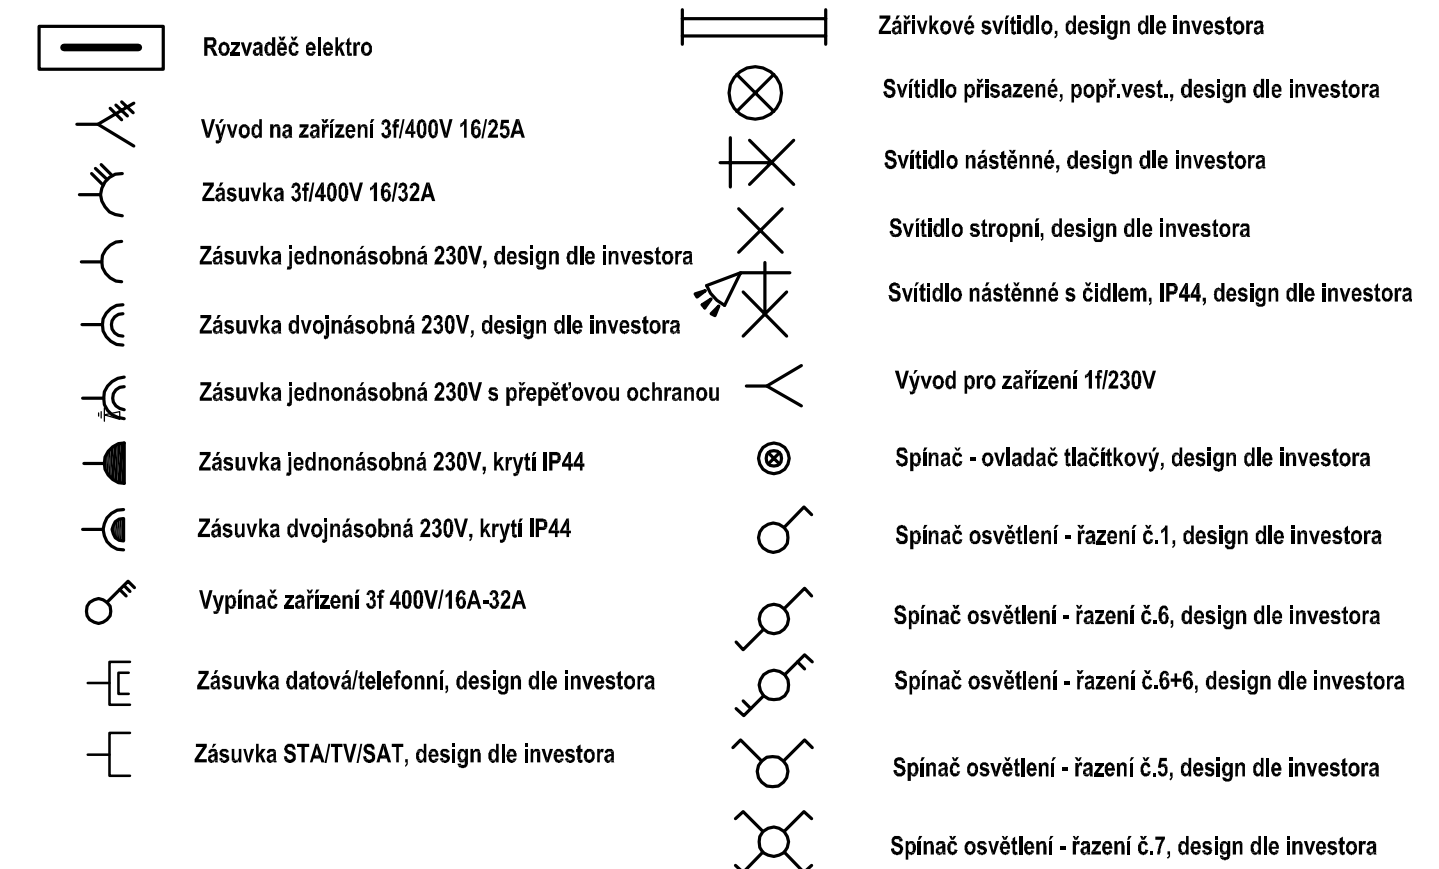 Rozvaděč elektro
Vývod na zařízení 3f/400V 16/25A
Zásuvka 3f/400V 16/32A
Zásuvka jednonásobná 230V, design dle investora
Zásuvka dvojnásobná 230V, design dle investora
Zásuvka jednonásobná 230V s přepěťovou ochranou
Zásuvka jednonásobná 230V, krytí IP44
Zásuvka dvojnásobná 230V, krytí IP44
Vypínač zařízení 3f 400V/16A-32A
Zásuvka datová/telefonní, design dle investora
Zásuvka STA/TV/SAT, design dle investora
Zářivkové svítidlo, design dle investora
Svítidlo přisazené, popř.vest., design dle investora
Svítidlo nástěnné, design dle investora
Svítidlo stropní, design dle investora
Svítidlo nástěnné s čidlem, IP44, design dle investora
Vývod pro zařízení 1f/230V
Spínač - ovladač tlačítkový, design dle investora
Spínač osvětlení - řazení č.1, design dle investora
Spínač osvětlení - řazení č.6, design dle investora
Spínač osvětlení - řazení č.6+6, design dle investora
Spínač osvětlení - řazení č.5, design dle investora
Spínač osvětlení - řazení č.7, design dle investora